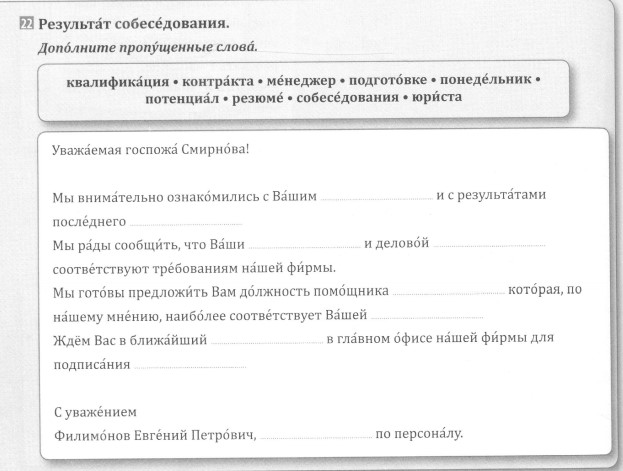 22 Результа́т собесе́дования.
Допо́лните пропу́щенные слова́.
квалифика́ция • контра́кта • ме́неджер • подгото́вке • понеде́льник •
потенциа́л • резюме́ • собесе́дования • юри́ста
Уважа́емая госпожа́ Смирно́ва!
Мы внима́тельно ознако́мились с Ва́шим и с результа́тами
после́днего
Мы ра́ды сообщи́ть, что Ва́ши и делово́й
соотве́тствуют тре́бованиям на́шей фи́рмы.
Мы гото́вы предложи́ть Вам до́лжность помо́щника кото́рая, по
на́шему мне́нию, наибо́лее соотве́тствует Ва́шей
Ждём Вас в ближа́йший в гла́вном о́фисе на́шей фи́рмы для
подписа́ния
С уваже́нием
Филимо́нов Евге́ний Петро́вич, по персона́лу.